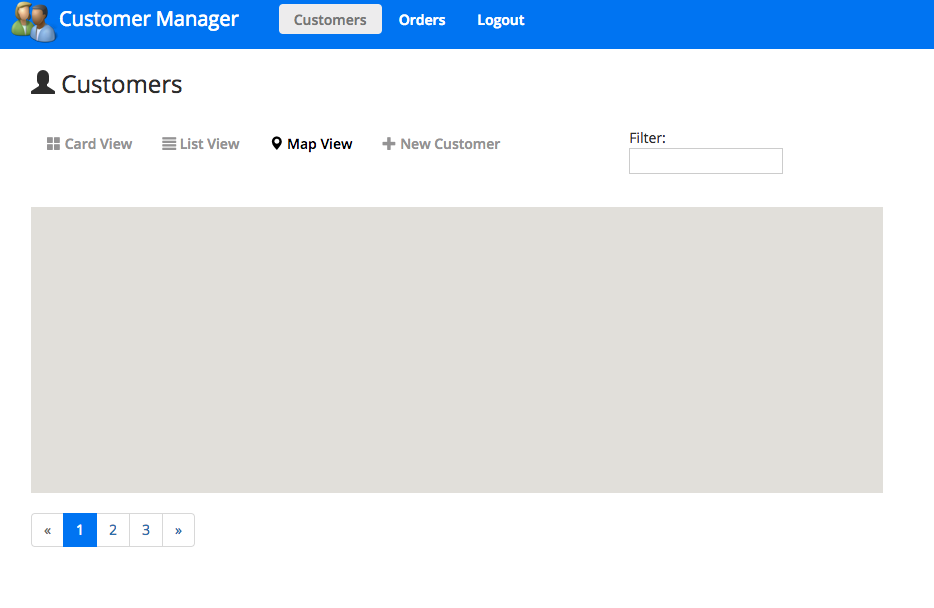 Customer Manager Customers Orders Logout
Customers
Card View List View Map View New Customer
Filter:
« 1 2 3 »